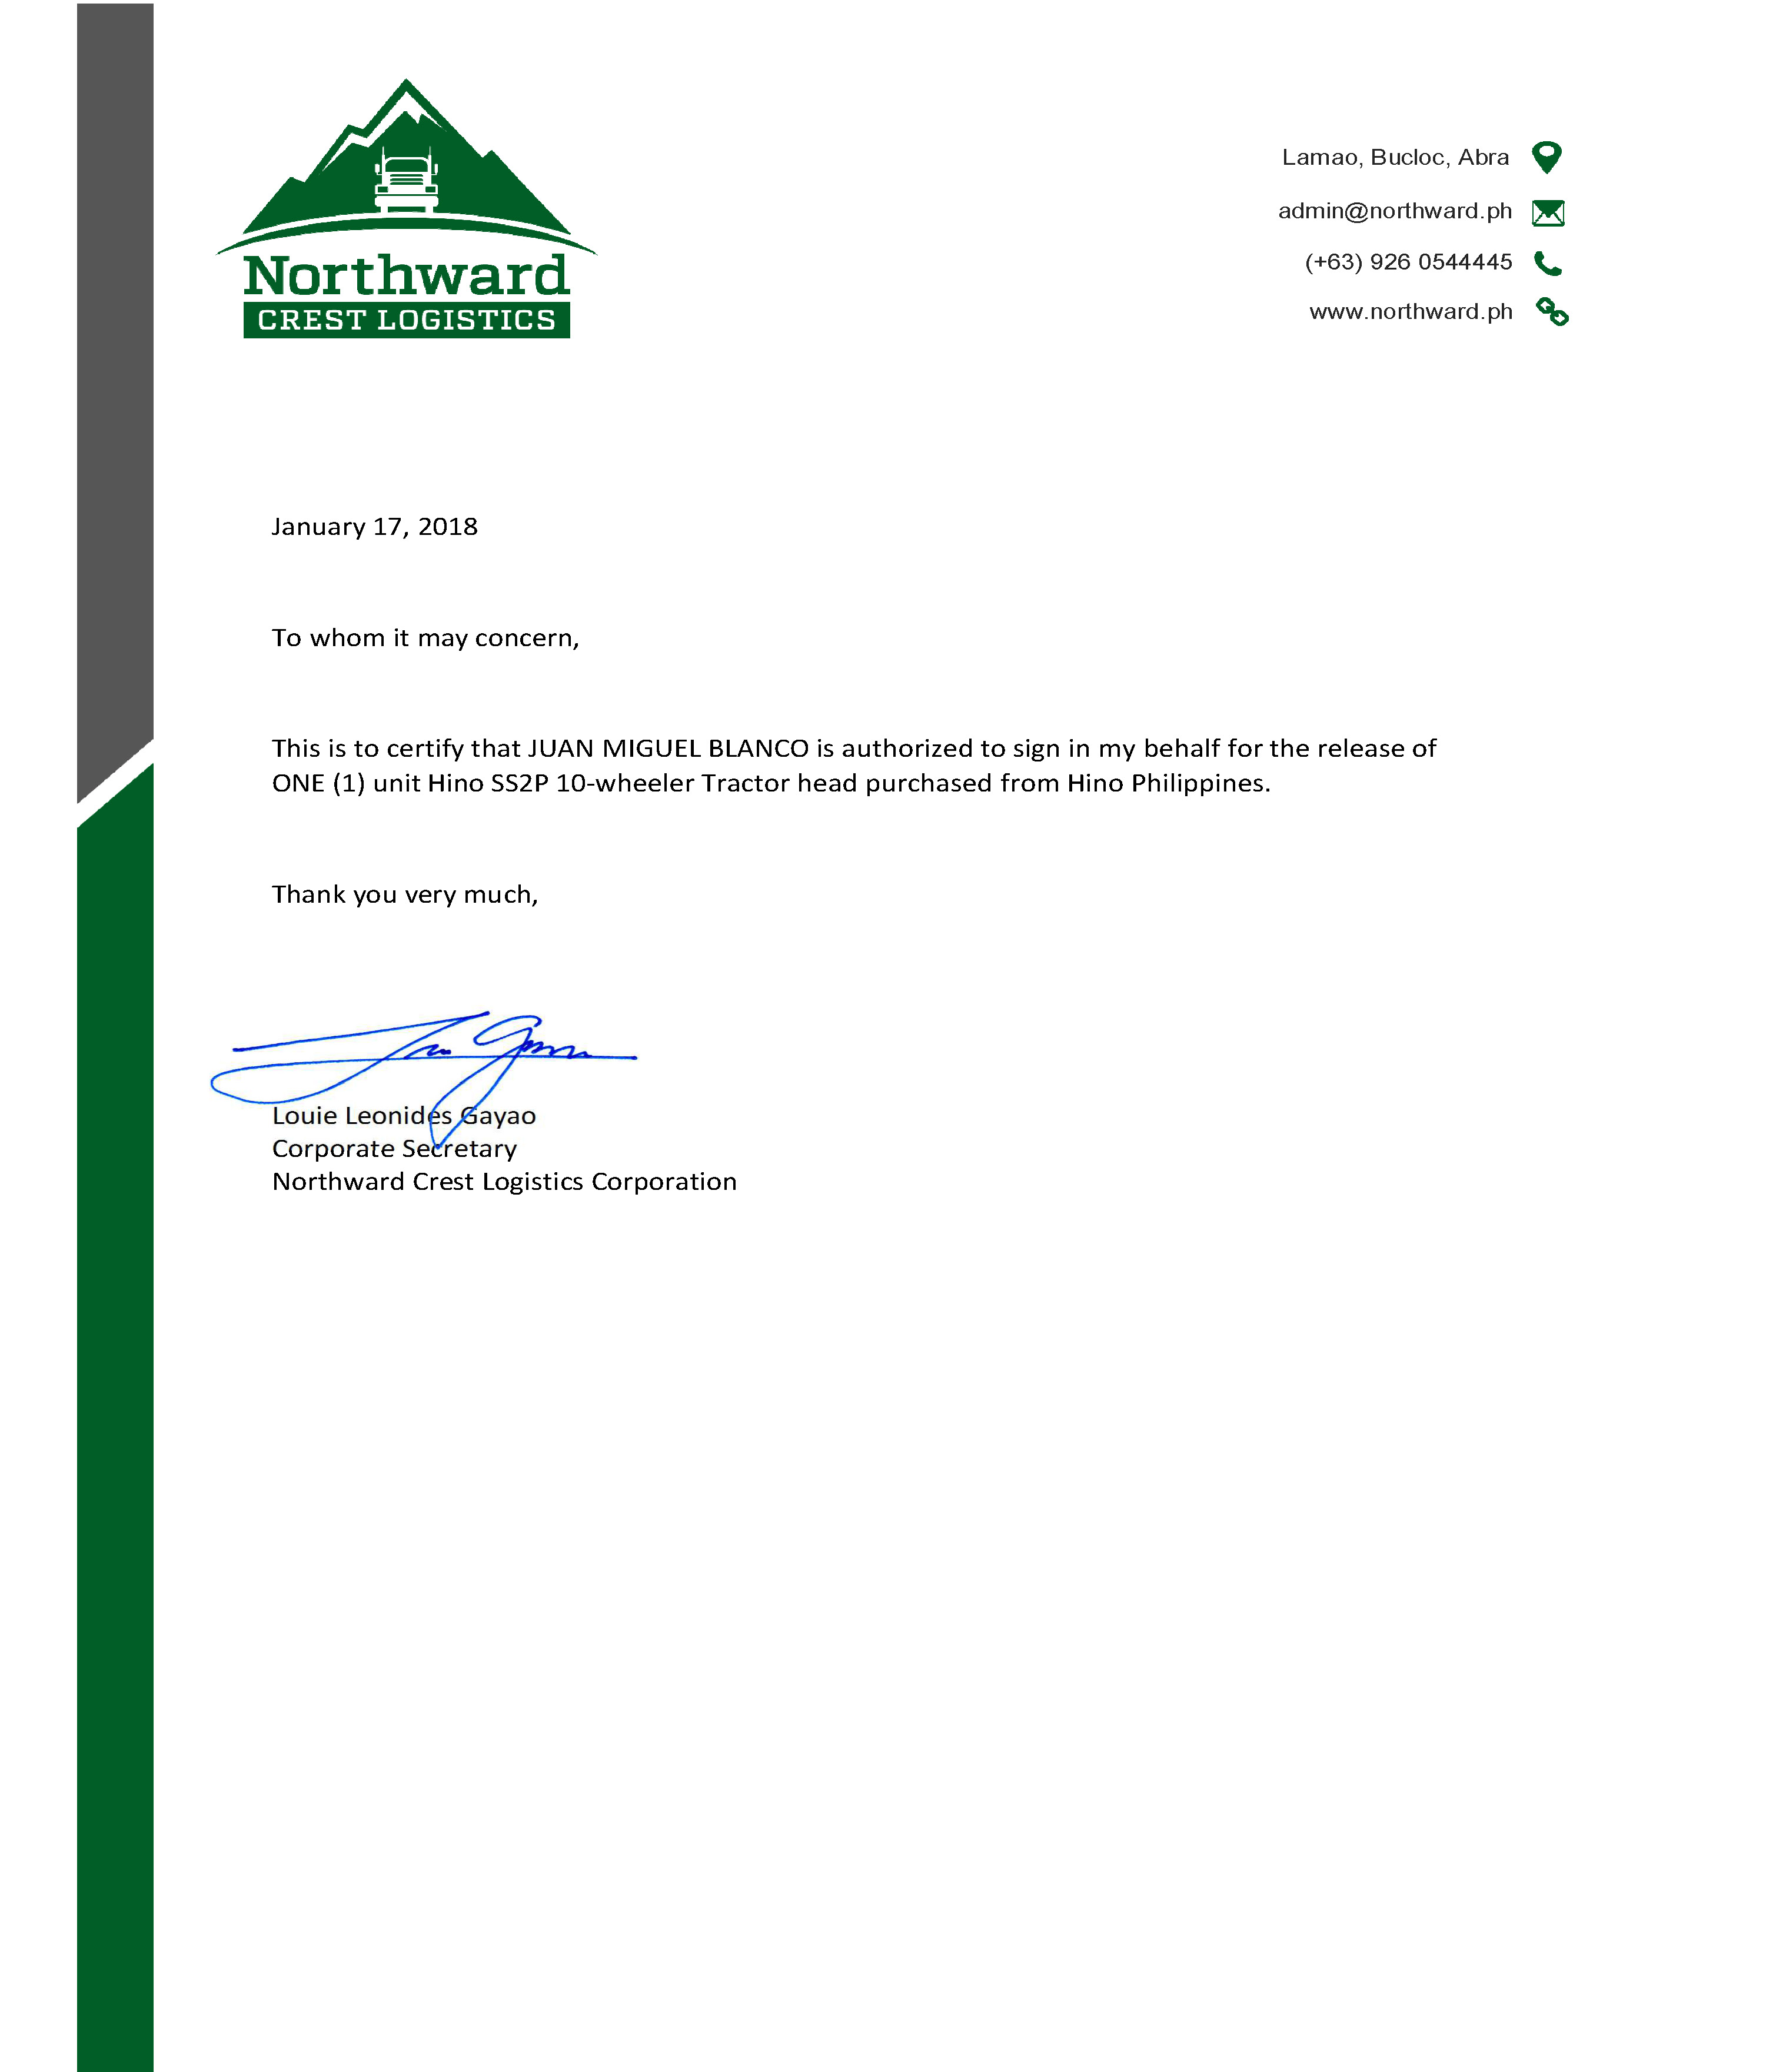 Northward
CREST LOGISTICS
Lamao, Bucloc, Abra
admin@northward.ph
(+63) 926 0544445
www.northward.ph
January 17, 2018
To whom it may concern,
This is to certify that JUAN MIGUEL BLANCO is authorized to sign in my behalf for the release of
ONE (1) unit Hino SS2P 10-wheeler Tractor head purchased from Hino Philippines.
Thank you very much,
Louie Leonides Gayao
Corporate Secretary
Northward Crest Logistics Corporation